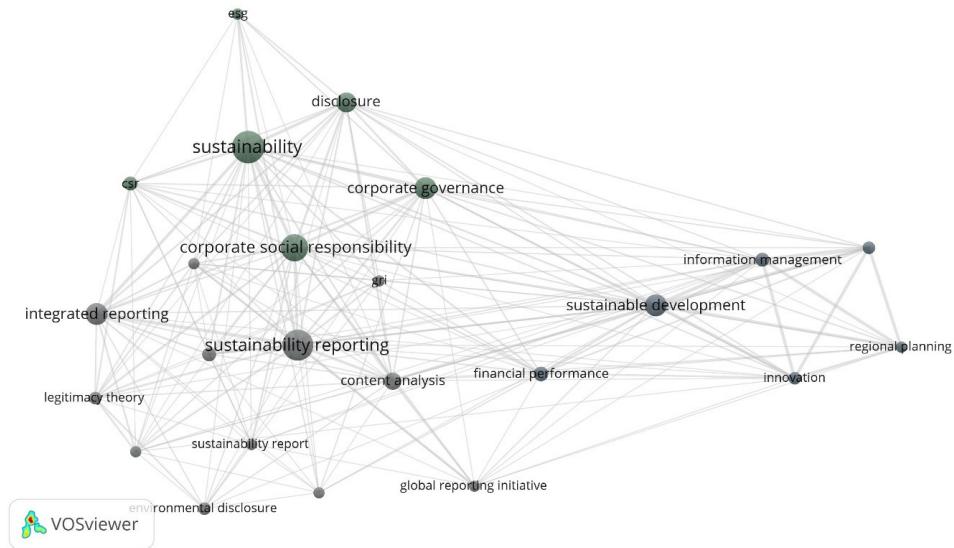 esg
disclosure
sustainability
csr
corporate governance
corporate social responsibility
information management
gri
sustainable development
integrated reporting
sustainability reporting
regional planning
content analysis
financial performance
innovation
legitimacy theory
sustainability report
global reporting initiative
environmental disclosure
VOSviewer